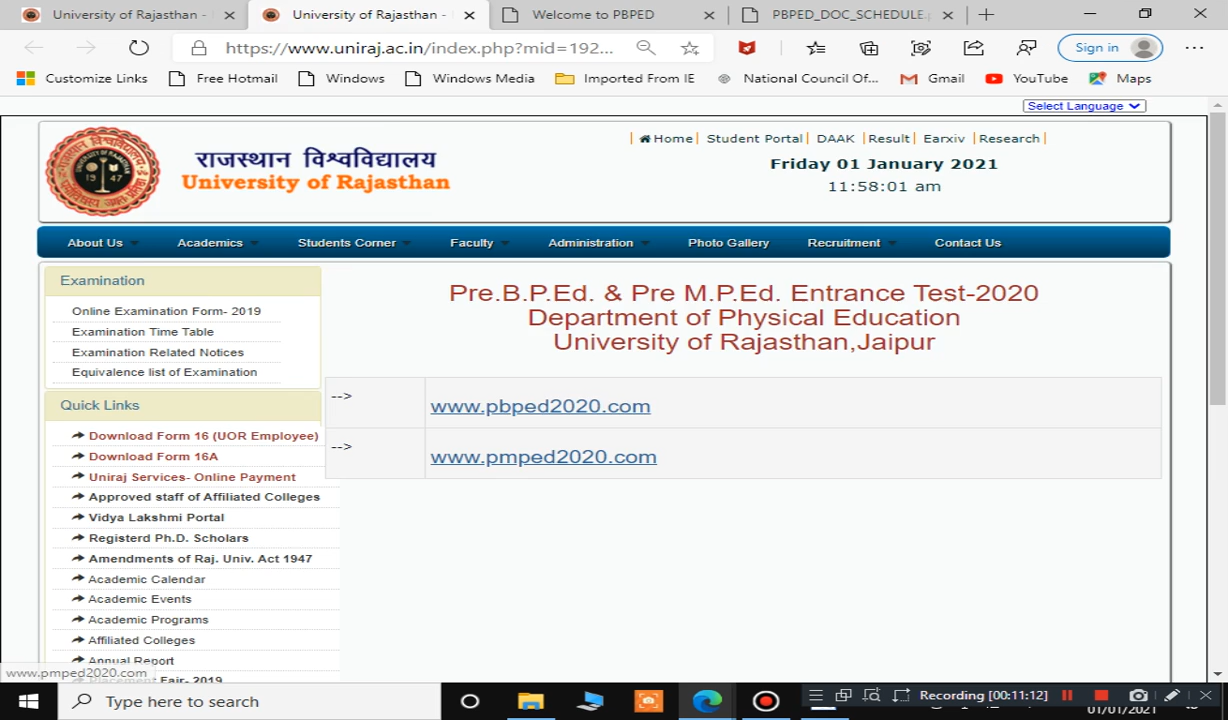 University of Rajasthan -
University of Rajasthan -
Welcome to PBPED
PBPED_DOC_SCHEDULE.
https://www.uniraj.ac.in/index.php?mid=192...
Sign in
Customize Links
Free Hotmail
Windows
Windows Media
Imported From IE
National Council Of...
Gmail
YouTube
Maps
Select Language
राजस्थान विश्वविद्यालय
University of Rajasthan
Home| Student Portal| DAAK |Result| Earxiv |Research|
Friday 01 January 2021
11:58:01 am
About Us
Academics
Students Corner
Faculty
Administration
Photo Gallery
Recruitment
Contact Us
Examination
Online Examination Form- 2019
Examination Time Table
Examination Related Notices
Equivalence list of Examination
Quick Links
Download Form 16 (UOR Employee)
Download Form 16A
Uniraj Services- Online Payment
Approved staff of Affiliated Colleges
Vidya Lakshmi Portal
Registerd Ph.D. Scholars
Amendments of Raj. Univ. Act 1947
Academic Calendar
Academic Events
Academic Programs
Affiliated Colleges
Annual Report
Placement Fair- 2019
Pre.B.P.Ed. & Pre M.P.Ed. Entrance Test-2020
Department of Physical Education
University of Rajasthan,Jaipur
--> www.pbped2020.com
--> www.pmped2020.com
www.pmped2020.com
Type here to search
Recording [00:11:12]
01/01/2021